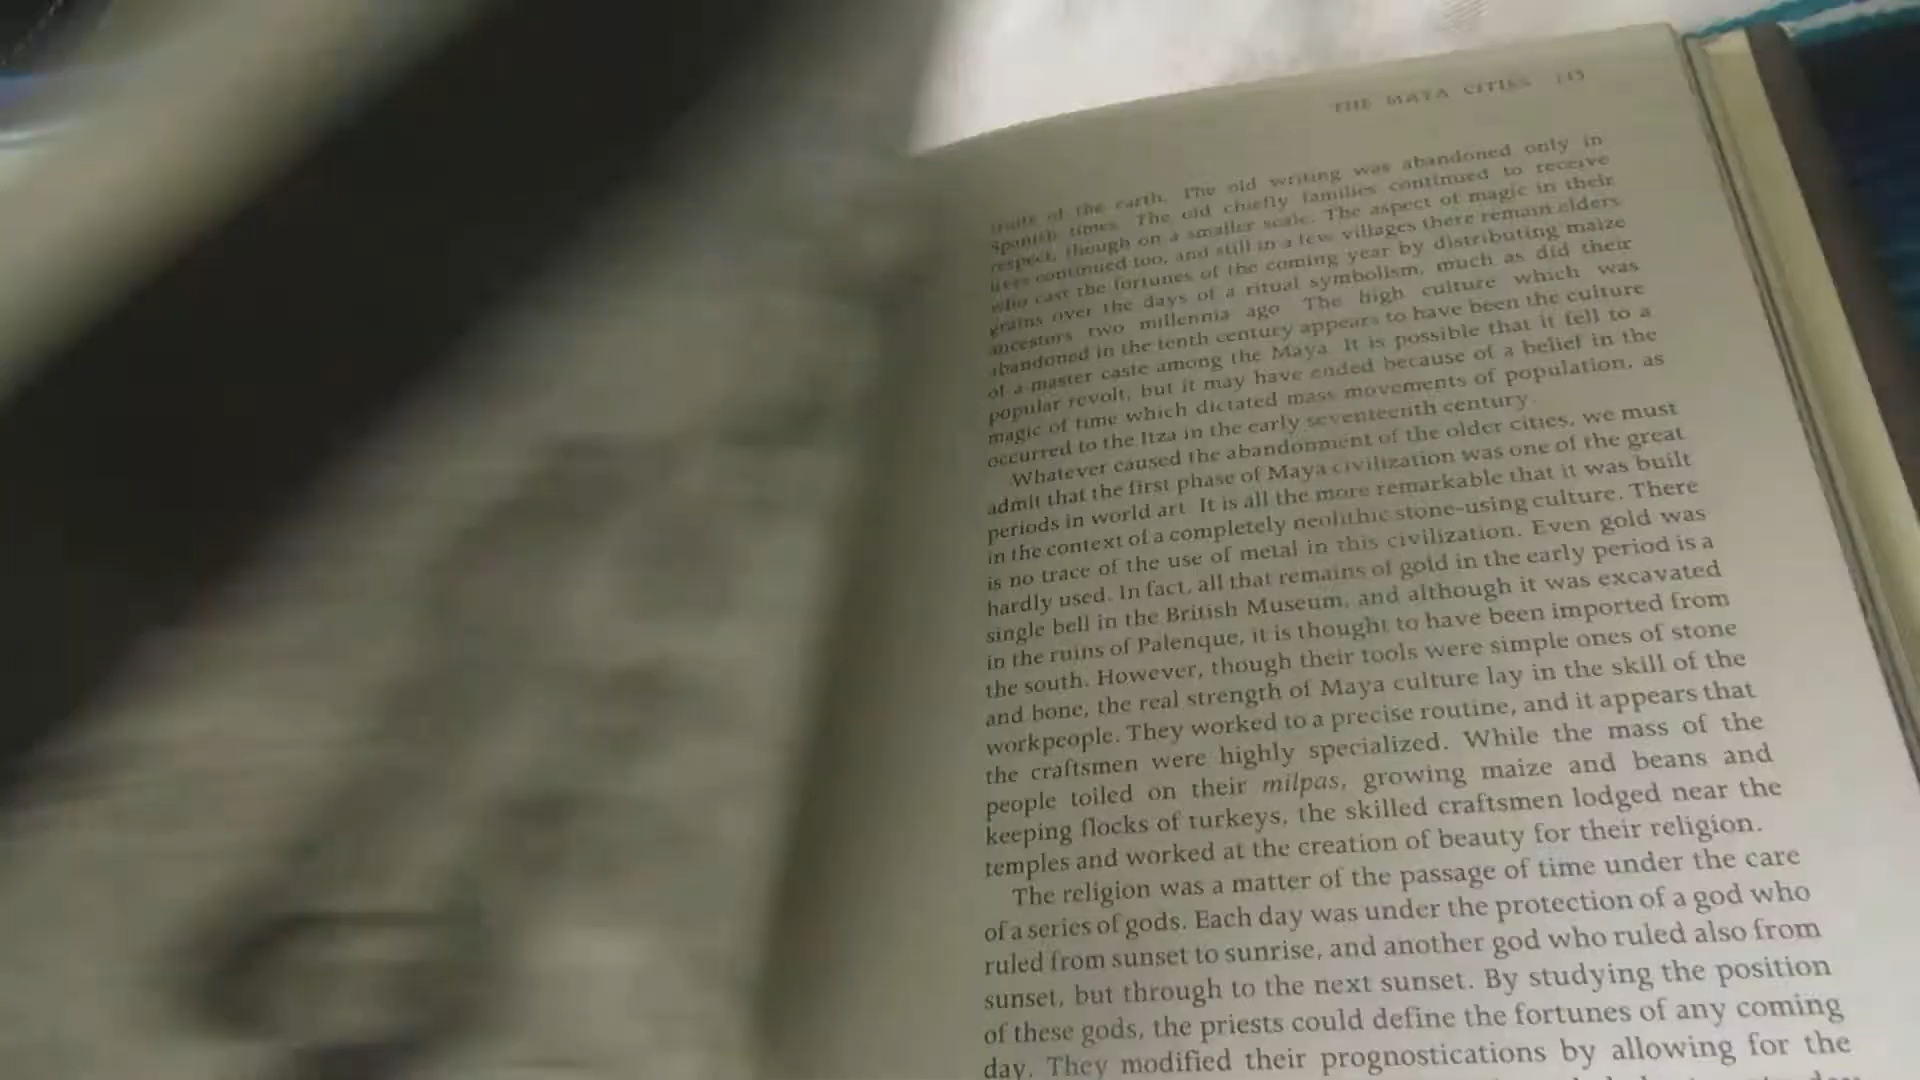 THE MAYA CITIES 115
fruits of the earth. The old writing was abandoned only in
Spanish times. The old chiefly families continued to receive
respect, though on a smaller scale. The aspect of magic in their
lives continued too, and still in a few villages there remain elders
who cast the fortunes of the coming year by distributing maize
grains over the days of a ritual symbolism, much as did their
ancestors two millennia ago. The high culture which was
abandoned in the tenth century appears to have been the culture
of a master caste among the Maya. It is possible that it fell to a
popular revolt, but it may have ended because of a belief in the
magic of time which dictated mass movements of population, as
occurred to the Itza in the early seventeenth century.
Whatever caused the abandonment of the older cities, we must
admit that the first phase of Maya civilization was one of the great
periods in world art. It is all the more remarkable that it was built
in the context of a completely neolithic stone-using culture. There
is no trace of the use of metal in this civilization. Even gold was
hardly used. In fact, all that remains of gold in the early period is a
single bell in the British Museum, and although it was excavated
in the ruins of Palenque, it is thought to have been imported from
the south. However, though their tools were simple ones of stone
and bone, the real strength of Maya culture lay in the skill of the
workpeople. They worked to a precise routine, and it appears that
the craftsmen were highly specialized. While the mass of the
people toiled on their milpas, growing maize and beans and
keeping flocks of turkeys, the skilled craftsmen lodged near the
temples and worked at the creation of beauty for their religion.
The religion was a matter of the passage of time under the care
of a series of gods. Each day was under the protection of a god who
ruled from sunset to sunrise, and another god who ruled also from
sunset, but through to the next sunset. By studying the position
of these gods, the priests could define the fortunes of any coming
day. They modified their prognostications by allowing for the